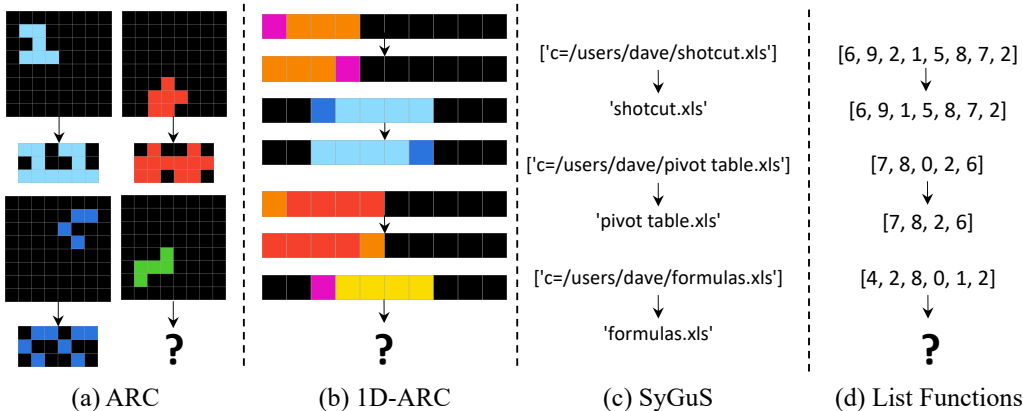 ['c=/users/dave/shotcut.xls']
'shotcut.xls'
['c=/users/dave/pivot table.xls']
'pivot table.xls'
['c=/users/dave/formulas.xls']
'formulas.xls'
[6, 9, 2, 1, 5, 8, 7, 2]
[6, 9, 1, 5, 8, 7, 2]
[7, 8, 0, 2, 6]
[7, 8, 2, 6]
[4, 2, 8, 0, 1, 2]
?
?
?
(a) ARC
(b) 1D-ARC
(c) SyGuS
(d) List Functions